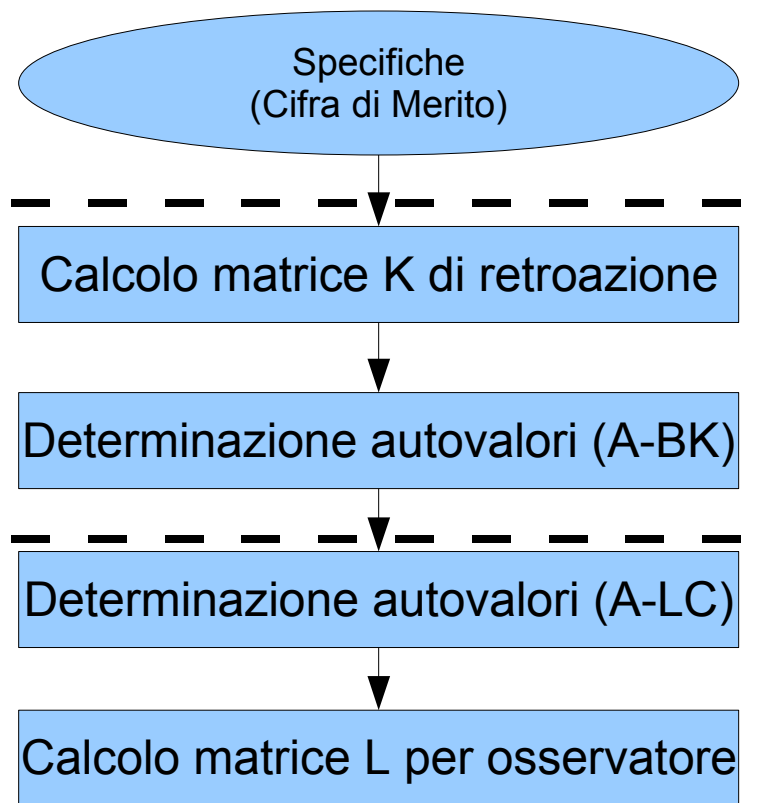 Specifiche
(Cifra di Merito)
Calcolo matrice K di retroazione
Determinazione autovalori (A-BK)
Determinazione autovalori (A-LC)
Calcolo matrice L per osservatore